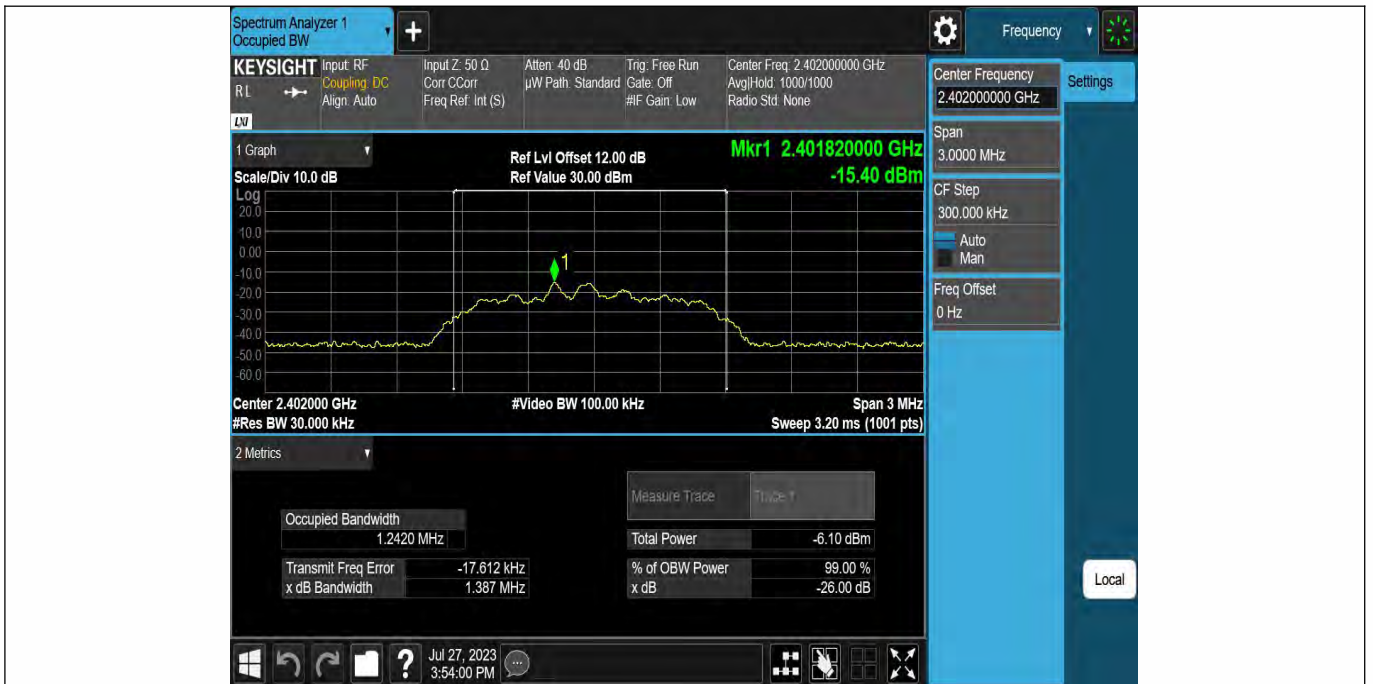 Spectrum Analyzer 1
Occupied BW
+
Frequency
KEYSIGHT
RL
LXI
Input: RF
Coupling: DC
Align: Auto
Input Z: 50 Ω
Corr CCorr
Freq Ref: Int (S)
Atten: 40 dB
µW Path: Standard
Trig: Free Run
Gate: Off
#IF Gain: Low
Center Freq: 2.402000000 GHz
Avg|Hold: 1000/1000
Radio Std: None
Center Frequency
2.402000000 GHz
Settings
Span
3.0000 MHz
CF Step
300.000 kHz
Auto
Man
Freq Offset
0 Hz
1 Graph
Scale/Div 10.0 dB
Ref Lvl Offset 12.00 dB
Ref Value 30.00 dBm
Mkr1 2.401820000 GHz
-15.40 dBm
Log
20.0
10.0
0.00
-10.0
-20.0
-30.0
-40.0
-50.0
-60.0
1
Center 2.402000 GHz
#Video BW 100.00 kHz
Span 3 MHz
#Res BW 30.000 kHz
Sweep 3.20 ms (1001 pts)
2 Metrics
Measure Trace
Trace 1
Occupied Bandwidth
1.2420 MHz
Total Power
-6.10 dBm
Transmit Freq Error
-17.612 kHz
% of OBW Power
99.00 %
x dB Bandwidth
1.387 MHz
x dB
-26.00 dB
Local
?
Jul 27, 2023
3:54:00 PM